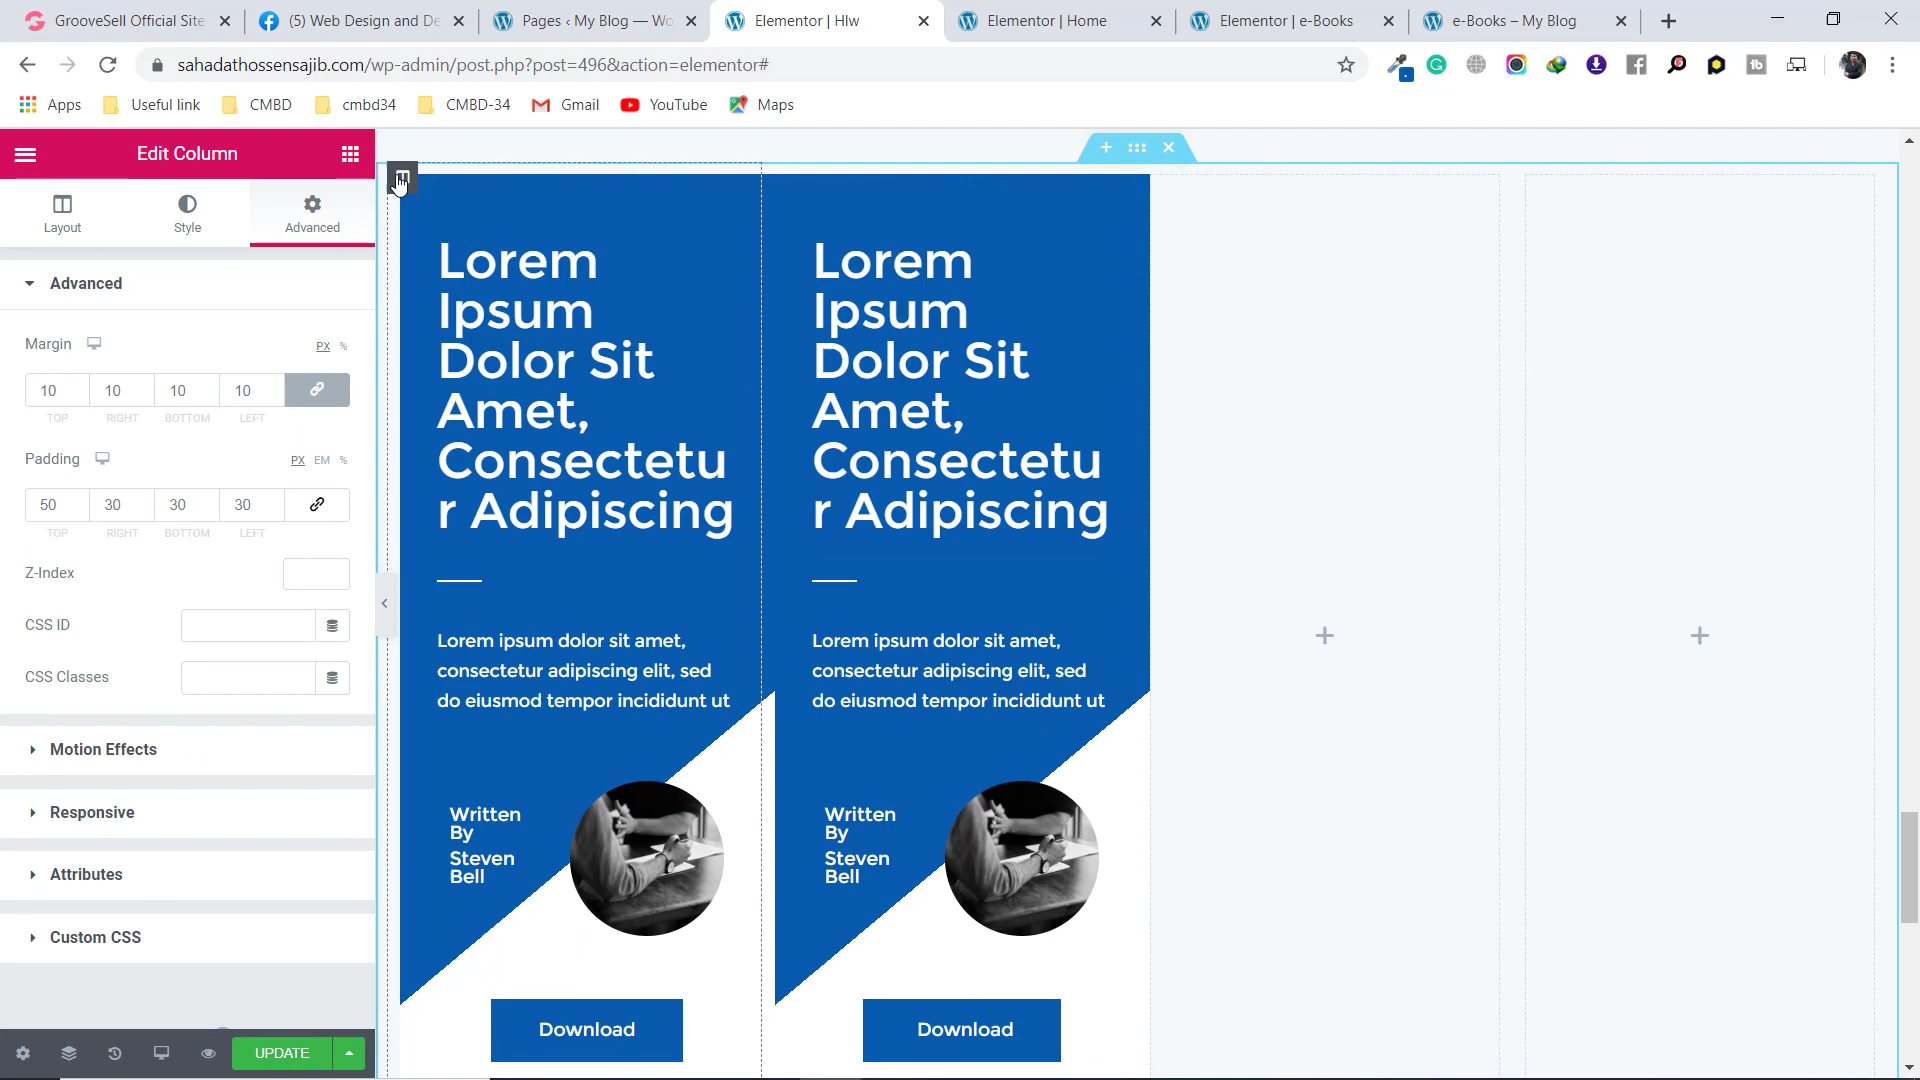 GrooveSell Official Site
(5) Web Design and De
Pages ‹ My Blog — Wo
Elementor | Hlw
Elementor | Home
Elementor | e-Books
e-Books – My Blog
sahadathossensajib.com/wp-admin/post.php?post=496&action=elementor#
Apps
Useful link
CMBD
cmbd34
CMBD-34
Gmail
YouTube
Maps
Edit Column
Layout
Style
Advanced
Advanced
Margin
PX %
10 10 10 10
TOP RIGHT BOTTOM LEFT
Padding
PX EM %
50 30 30 30
TOP RIGHT BOTTOM LEFT
Z-Index
CSS ID
CSS Classes
Motion Effects
Responsive
Attributes
Custom CSS
UPDATE
Lorem
Ipsum
Dolor Sit
Amet,
Consectetu
r Adipiscing
Lorem ipsum dolor sit amet,
consectetur adipiscing elit, sed
do eiusmod tempor incididunt ut
Written
By
Steven
Bell
Download
Lorem
Ipsum
Dolor Sit
Amet,
Consectetu
r Adipiscing
Lorem ipsum dolor sit amet,
consectetur adipiscing elit, sed
do eiusmod tempor incididunt ut
Written
By
Steven
Bell
Download